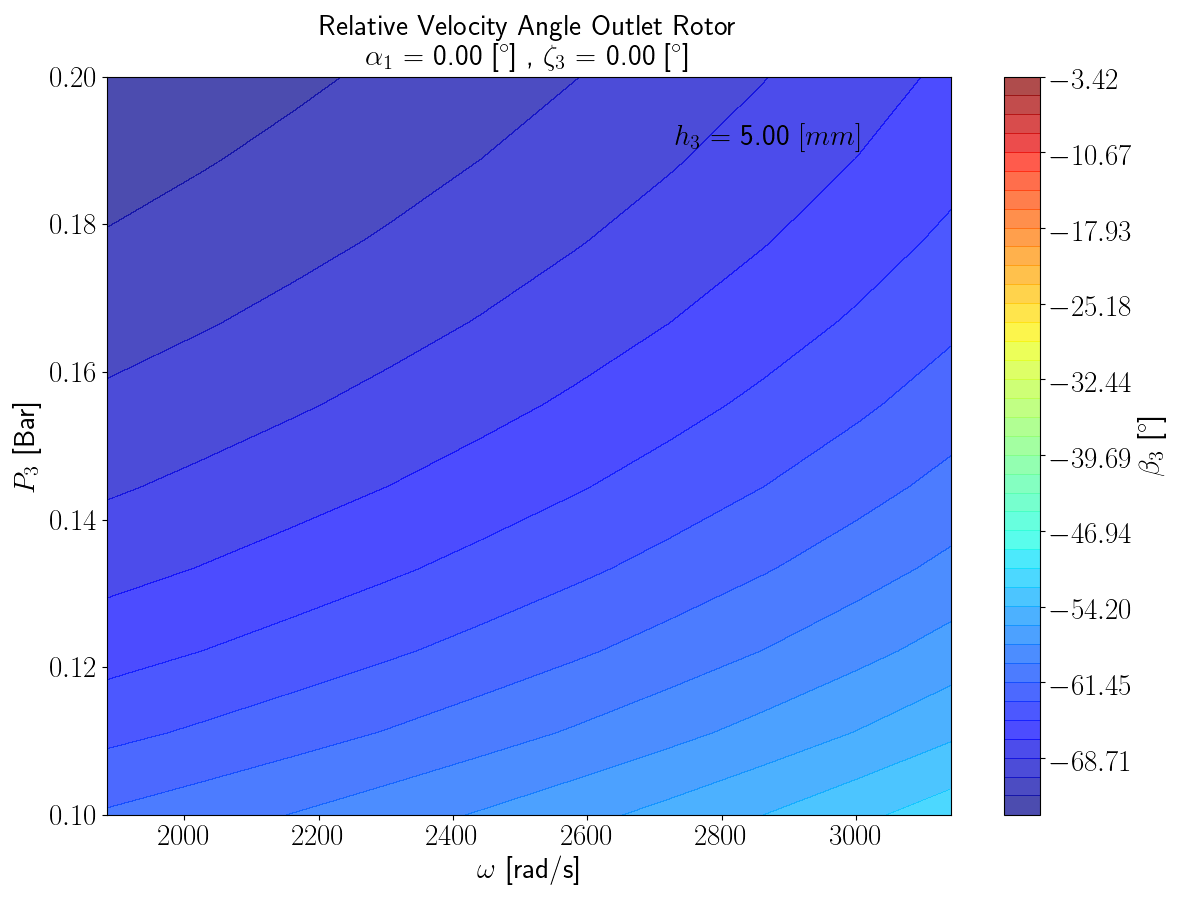 Relative Velocity Angle Outlet Rotor
α₁ = 0.00 [°] , ζ₃ = 0.00 [°]
h₃ = 5.00 [mm]
0.20
0.18
0.16
0.14
0.12
0.10
P₃ [Bar]
2000 2200 2400 2600 2800 3000
ω [rad/s]
−3.42
−10.67
−17.93
−25.18
−32.44
−39.69
−46.94
−54.20
−61.45
−68.71
β₃ [°]